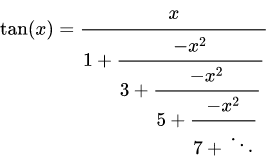 tan(x) = x
1 + -x²
3 + -x²
5 + -x²
7 + ⋱